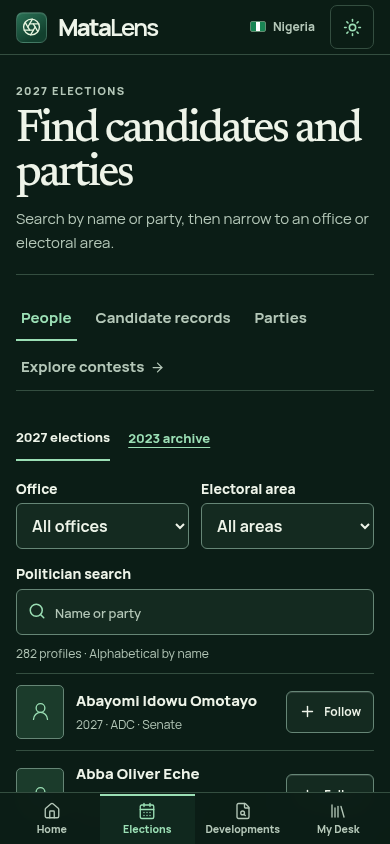 MataLens
Nigeria
2027 ELECTIONS
Find candidates and
parties
Search by name or party, then narrow to an office or
electoral area.
People
Candidate records
Parties
Explore contests →
2027 elections
2023 archive
Office
Electoral area
All offices
All areas
Politician search
Name or party
282 profiles · Alphabetical by name
Abayomi Idowu Omotayo
2027 · ADC · Senate
+ Follow
Abba Oliver Eche
+ Follow
Home
Elections
Developments
My Desk